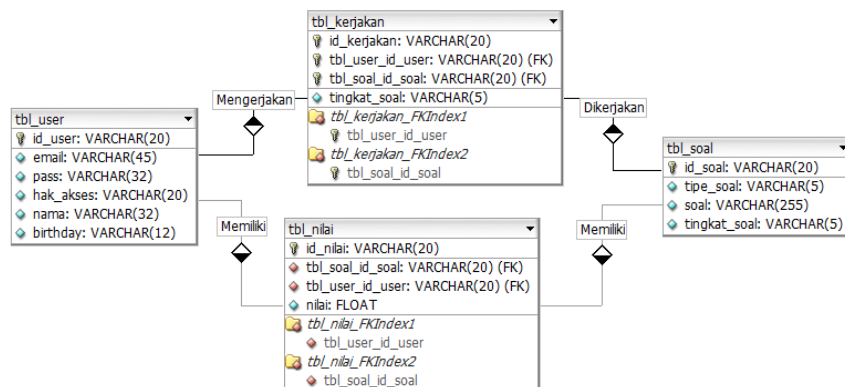 tbl_kerjakan
id_kerjakan: VARCHAR(20)
tbl_user_id_user: VARCHAR(20) (FK)
tbl_soal_id_soal: VARCHAR(20) (FK)
tingkat_soal: VARCHAR(5)
tbl_kerjakan_FKIndex1
tbl_user_id_user
tbl_kerjakan_FKIndex2
tbl_soal_id_soal
Mengerjakan
Dikerjakan
tbl_user
id_user: VARCHAR(20)
email: VARCHAR(45)
pass: VARCHAR(32)
hak_akses: VARCHAR(20)
nama: VARCHAR(32)
birthday: VARCHAR(12)
tbl_soal
id_soal: VARCHAR(20)
tipe_soal: VARCHAR(5)
soal: VARCHAR(255)
tingkat_soal: VARCHAR(5)
Memiliki
Memiliki
tbl_nilai
id_nilai: VARCHAR(20)
tbl_soal_id_soal: VARCHAR(20) (FK)
tbl_user_id_user: VARCHAR(20) (FK)
nilai: FLOAT
tbl_nilai_FKIndex1
tbl_user_id_user
tbl_nilai_FKIndex2
tbl_soal_id_soal